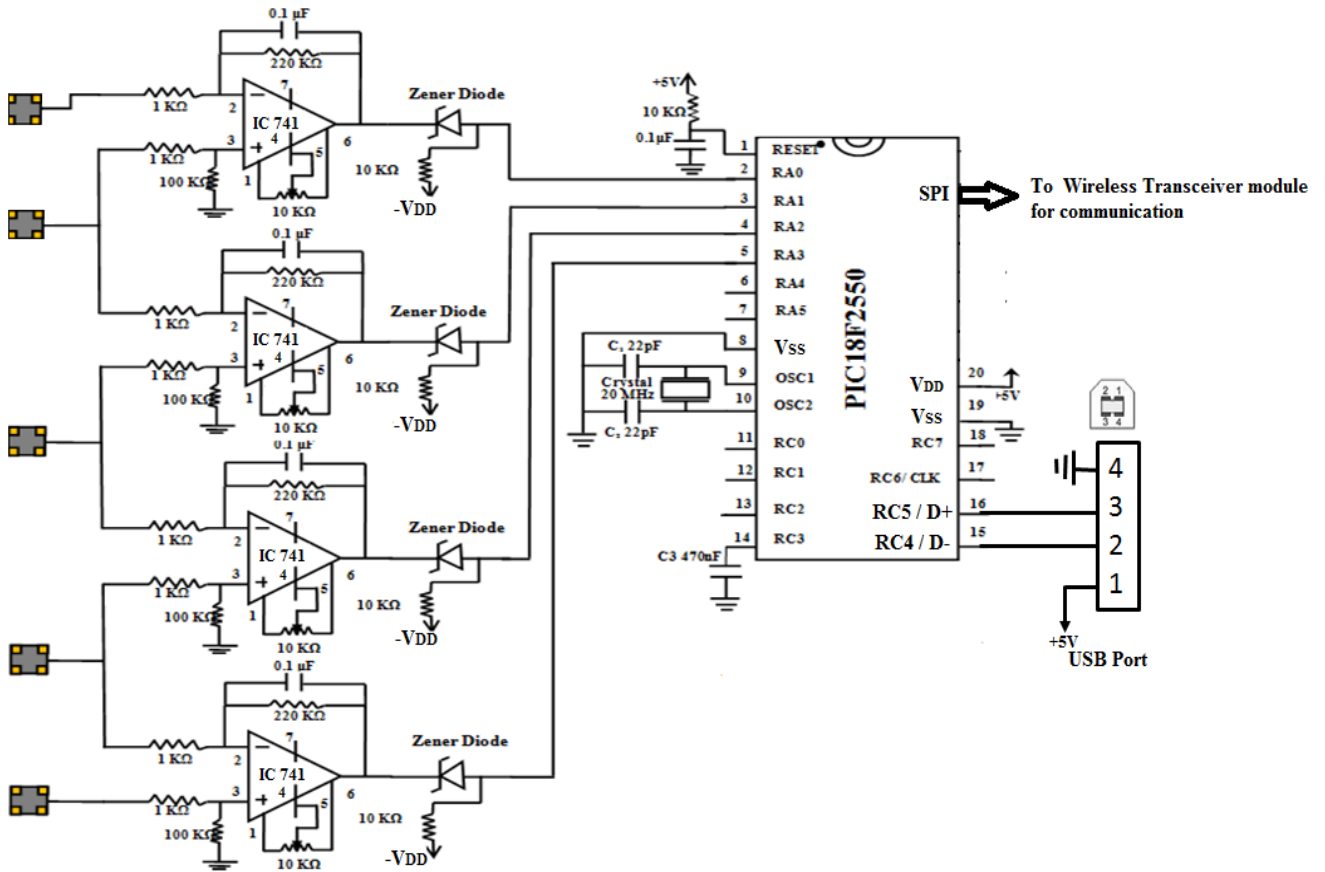 0.1 µF
220 KΩ
1 KΩ
2
7
IC 741
3
4
5
6
1 KΩ
100 KΩ
1
10 KΩ
Zener Diode
10 KΩ
-VDD
0.1 µF
220 KΩ
1 KΩ
2
7
IC 741
3
4
5
6
1 KΩ
100 KΩ
1
10 KΩ
Zener Diode
10 KΩ
-VDD
0.1 µF
220 KΩ
1 KΩ
2
7
IC 741
3
4
5
6
1 KΩ
100 KΩ
1
10 KΩ
Zener Diode
10 KΩ
-VDD
0.1 µF
220 KΩ
1 KΩ
2
7
IC 741
3
4
5
6
1 KΩ
100 KΩ
1
10 KΩ
Zener Diode
10 KΩ
-VDD
+5V
10 KΩ
0.1µF
1 RESET
2 RA0
3 RA1
4 RA2
5 RA3
6 RA4
7 RA5
8 VSS
9 OSC1
10 OSC2
11 RC0
12 RC1
13 RC2
14 RC3
C, 22pF
Crystal
20 MHz
C, 22pF
C3 470nF
PIC18F2550
SPI
To Wireless Transceiver module
for communication
VDD 20
+5V
VSS 19
RC7 18
RC6/ CLK 17
RC5 / D+ 16
RC4 / D- 15
2 1
3 4
4
3
2
1
+5V
USB Port